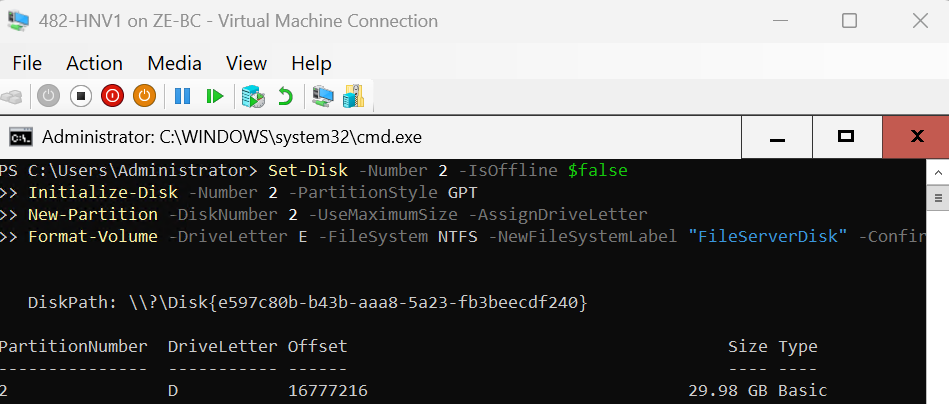 482-HNV1 on ZE-BC - Virtual Machine Connection
File Action Media View Help
Administrator: C:\WINDOWS\system32\cmd.exe
PS C:\Users\Administrator> Set-Disk -Number 2 -IsOffline $false
>> Initialize-Disk -Number 2 -PartitionStyle GPT
>> New-Partition -DiskNumber 2 -UseMaximumSize -AssignDriveLetter
>> Format-Volume -DriveLetter E -FileSystem NTFS -NewFileSystemLabel "FileServerDisk" -Confir
DiskPath: \\?\Disk{e597c80b-b43b-aaa8-5a23-fb3beecdf240}
PartitionNumber DriveLetter Offset Size Type
--------------- ----------- ------ ---- ----
2 D 16777216 29.98 GB Basic